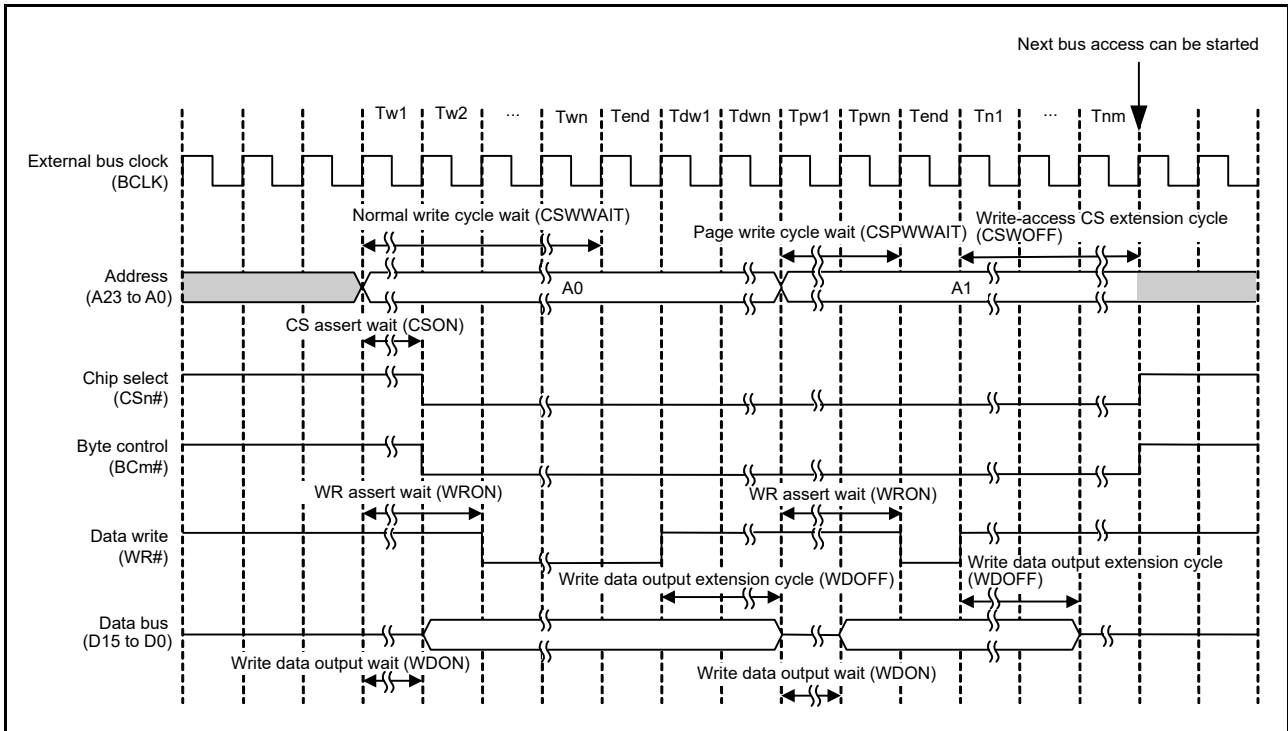 Next bus access can be started
Tw1 Tw2 ... Twn Tend Tdw1 Tdwn Tpw1 Tpwn Tend Tn1 ... Tnm
External bus clock
(BCLK)
Normal write cycle wait (CSWWAIT)
Page write cycle wait (CSPWWAIT)
Write-access CS extension cycle
(CSWOFF)
Address
(A23 to A0)
A0
A1
CS assert wait (CSON)
Chip select
(CSn#)
Byte control
(BCm#)
WR assert wait (WRON)
WR assert wait (WRON)
Data write
(WR#)
Write data output extension cycle (WDOFF)
Write data output extension cycle
(WDOFF)
Data bus
(D15 to D0)
Write data output wait (WDON)
Write data output wait (WDON)